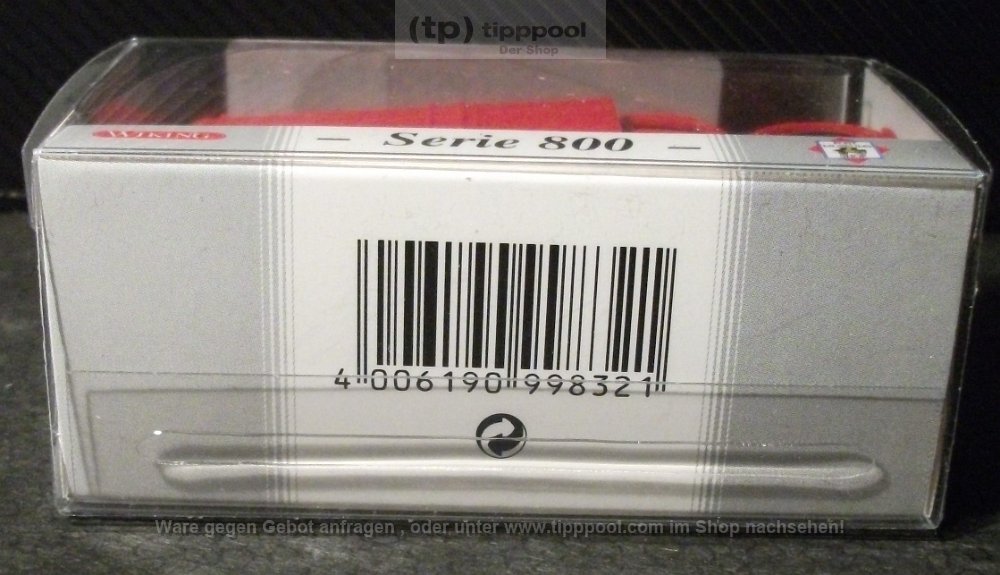 (tp) tipppool
Der Shop
WIKING
– Serie 800 –
4 006190 998321
Ware gegen Gebot anfragen , oder unter www.tipppool.com im Shop nachsehen!